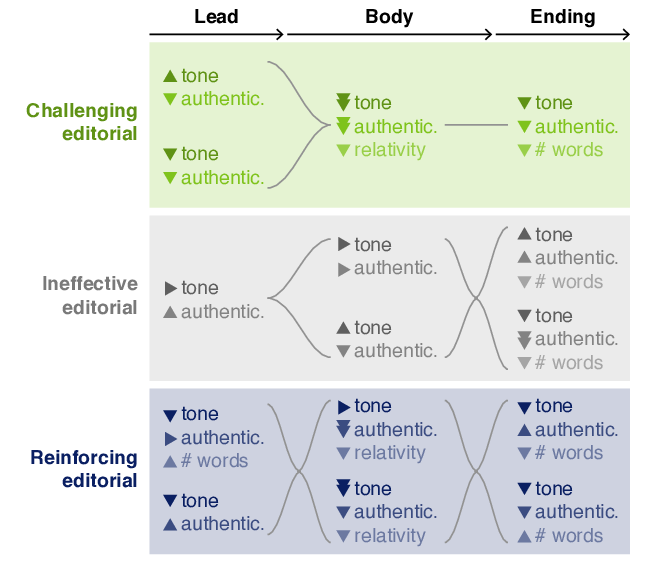 Lead Body Ending
Challenging
editorial
▲ tone
▼ authentic.
▼ tone
▼ authentic.
▼▼ tone
▼▼ authentic.
▼ relativity
▼ tone
▼ authentic.
▼ # words
Ineffective
editorial
▶ tone
▲ authentic.
▶ tone
▶ authentic.
▲ tone
▼ authentic.
▲ tone
▲ authentic.
▼ # words
▼ tone
▼▼ authentic.
▼ # words
Reinforcing
editorial
▼ tone
▶ authentic.
▲ # words
▼ tone
▲ authentic.
▶ tone
▼▼ authentic.
▼ relativity
▼▼ tone
▼ authentic.
▼ relativity
▼ tone
▲ authentic.
▼ # words
▼ tone
▼ authentic.
▲ # words